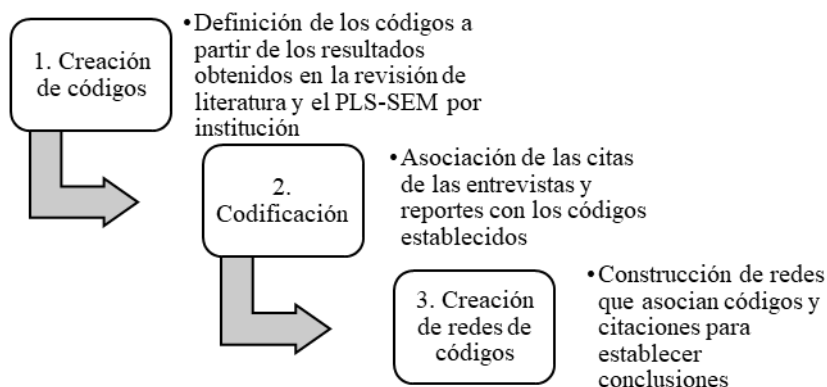 1. Creación
de códigos
•Definición de los códigos a
partir de los resultados
obtenidos en la revisión de
literatura y el PLS-SEM por
institución
2.
Codificación
•Asociación de las citas
de las entrevistas y
reportes con los códigos
establecidos
3. Creación
de redes de
códigos
•Construcción de redes
que asocian códigos y
citaciones para
establecer
conclusiones